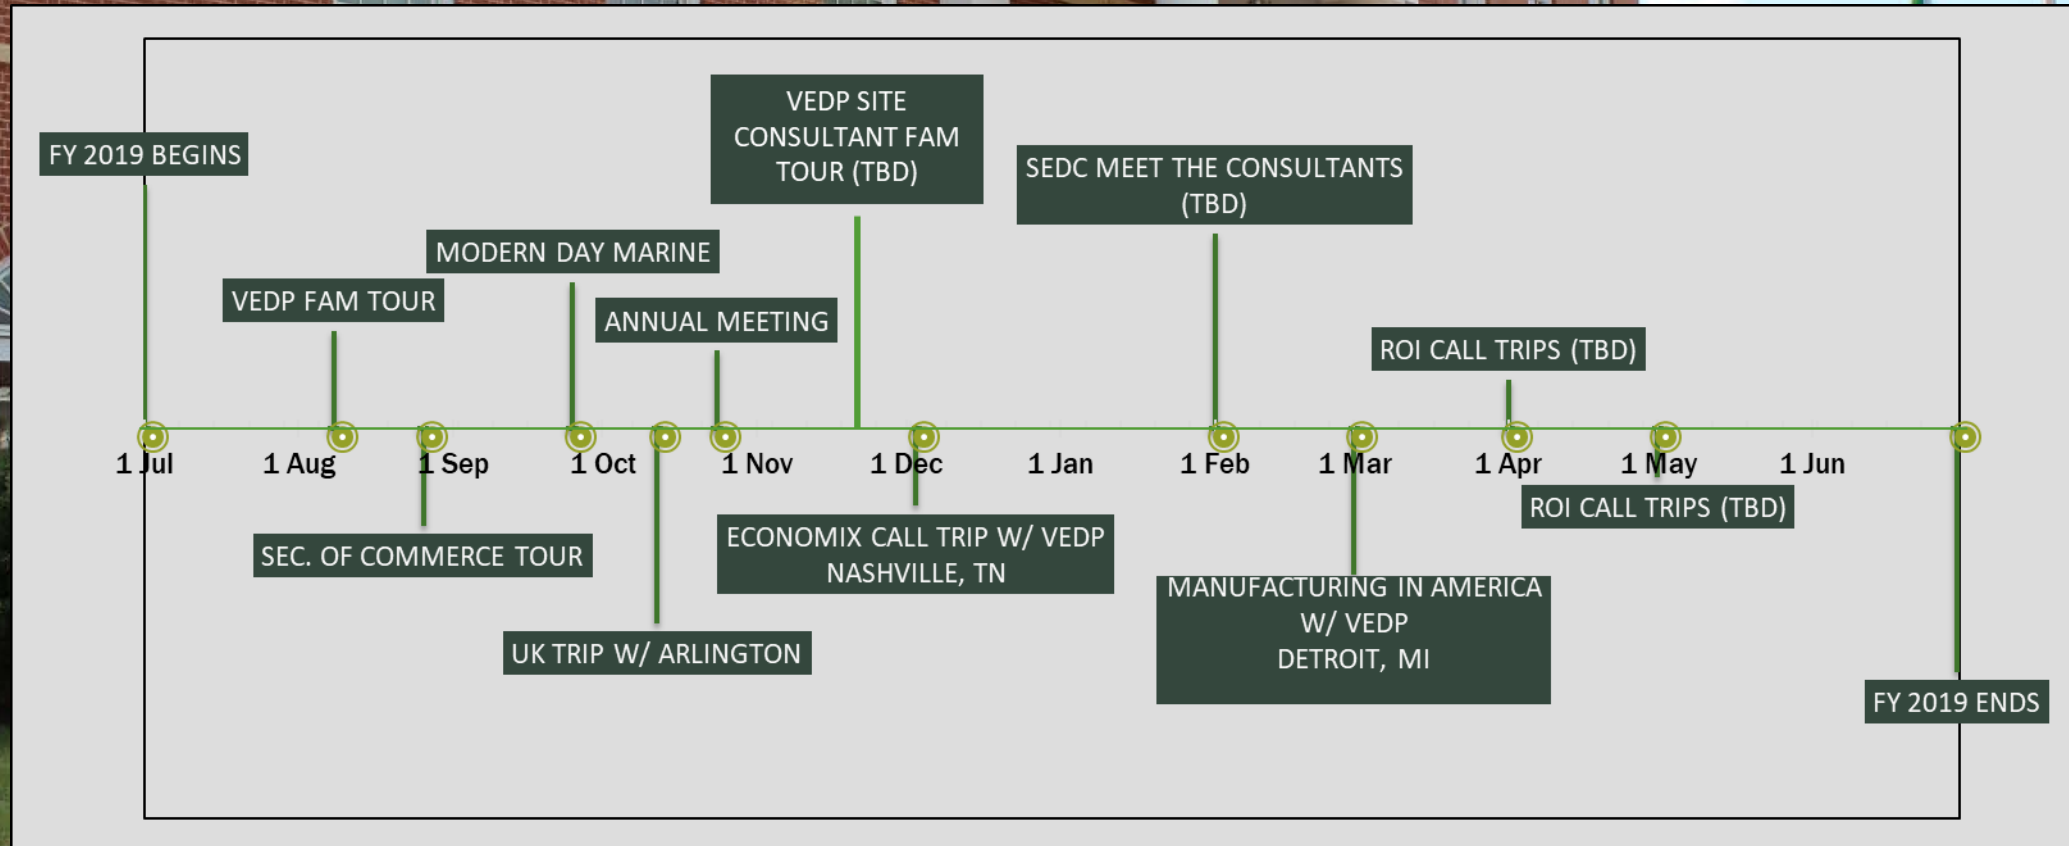 VEDP SITE
CONSULTANT FAM
TOUR (TBD)
FY 2019 BEGINS
SEDC MEET THE CONSULTANTS
(TBD)
MODERN DAY MARINE
VEDP FAM TOUR
ANNUAL MEETING
ROI CALL TRIPS (TBD)
1 Jul 1 Aug 1 Sep 1 Oct 1 Nov 1 Dec 1 Jan 1 Feb 1 Mar 1 Apr 1 May 1 Jun
ROI CALL TRIPS (TBD)
SEC. OF COMMERCE TOUR
ECONOMIX CALL TRIP W/ VEDP
NASHVILLE, TN
MANUFACTURING IN AMERICA
W/ VEDP
DETROIT, MI
UK TRIP W/ ARLINGTON
FY 2019 ENDS